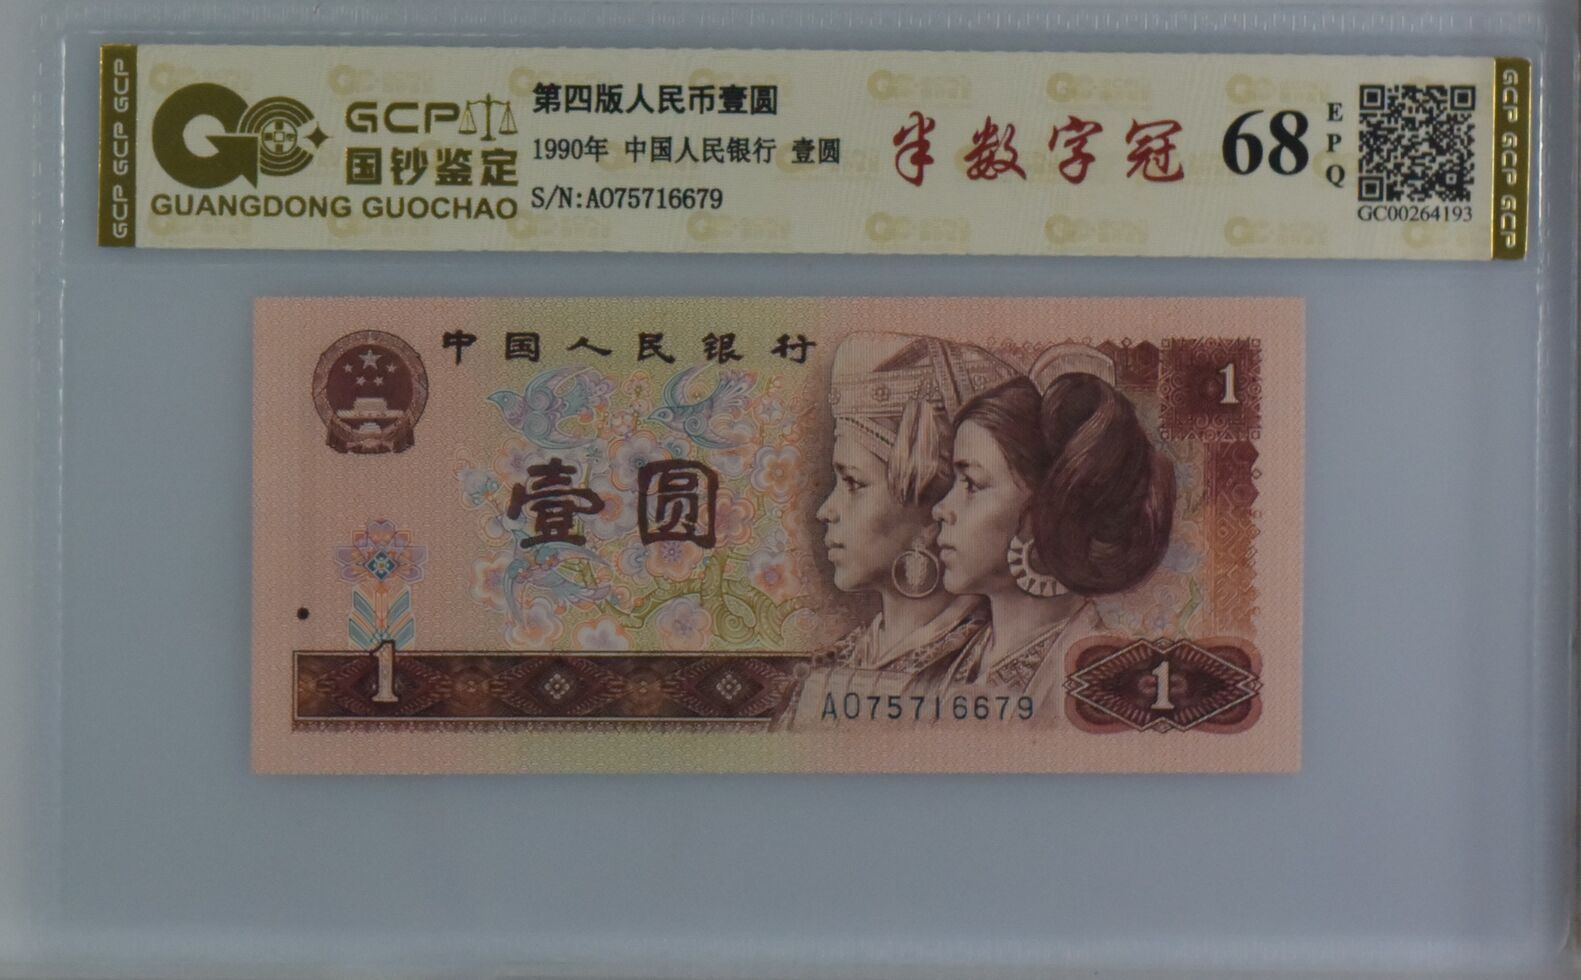 GCP GCP GCP
GCP
国钞鉴定
GUANGDONG GUOCHAO
第四版人民币壹圆
1990年 中国人民银行 壹圆
S/N:AO75716679
半数字冠
68
EPQ
GC00264193
GCP GCP GCP
中国人民银行
1
壹圆
1
AO75716679
1